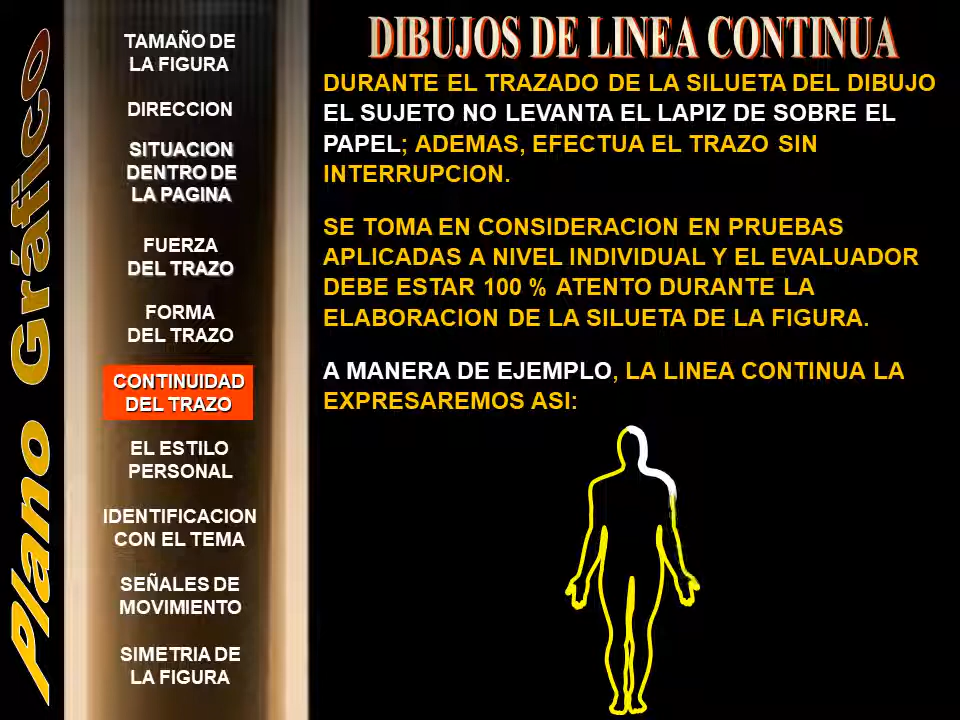 Plano Gráfico
TAMAÑO DE
LA FIGURA
DIRECCION
SITUACION
DENTRO DE
LA PAGINA
FUERZA
DEL TRAZO
FORMA
DEL TRAZO
CONTINUIDAD
DEL TRAZO
EL ESTILO
PERSONAL
IDENTIFICACION
CON EL TEMA
SEÑALES DE
MOVIMIENTO
SIMETRIA DE
LA FIGURA
DIBUJOS DE LINEA CONTINUA
DURANTE EL TRAZADO DE LA SILUETA DEL DIBUJO
EL SUJETO NO LEVANTA EL LAPIZ DE SOBRE EL
PAPEL; ADEMAS, EFECTUA EL TRAZO SIN
INTERRUPCION.
SE TOMA EN CONSIDERACION EN PRUEBAS
APLICADAS A NIVEL INDIVIDUAL Y EL EVALUADOR
DEBE ESTAR 100 % ATENTO DURANTE LA
ELABORACION DE LA SILUETA DE LA FIGURA.
A MANERA DE EJEMPLO, LA LINEA CONTINUA LA
EXPRESAREMOS ASI: